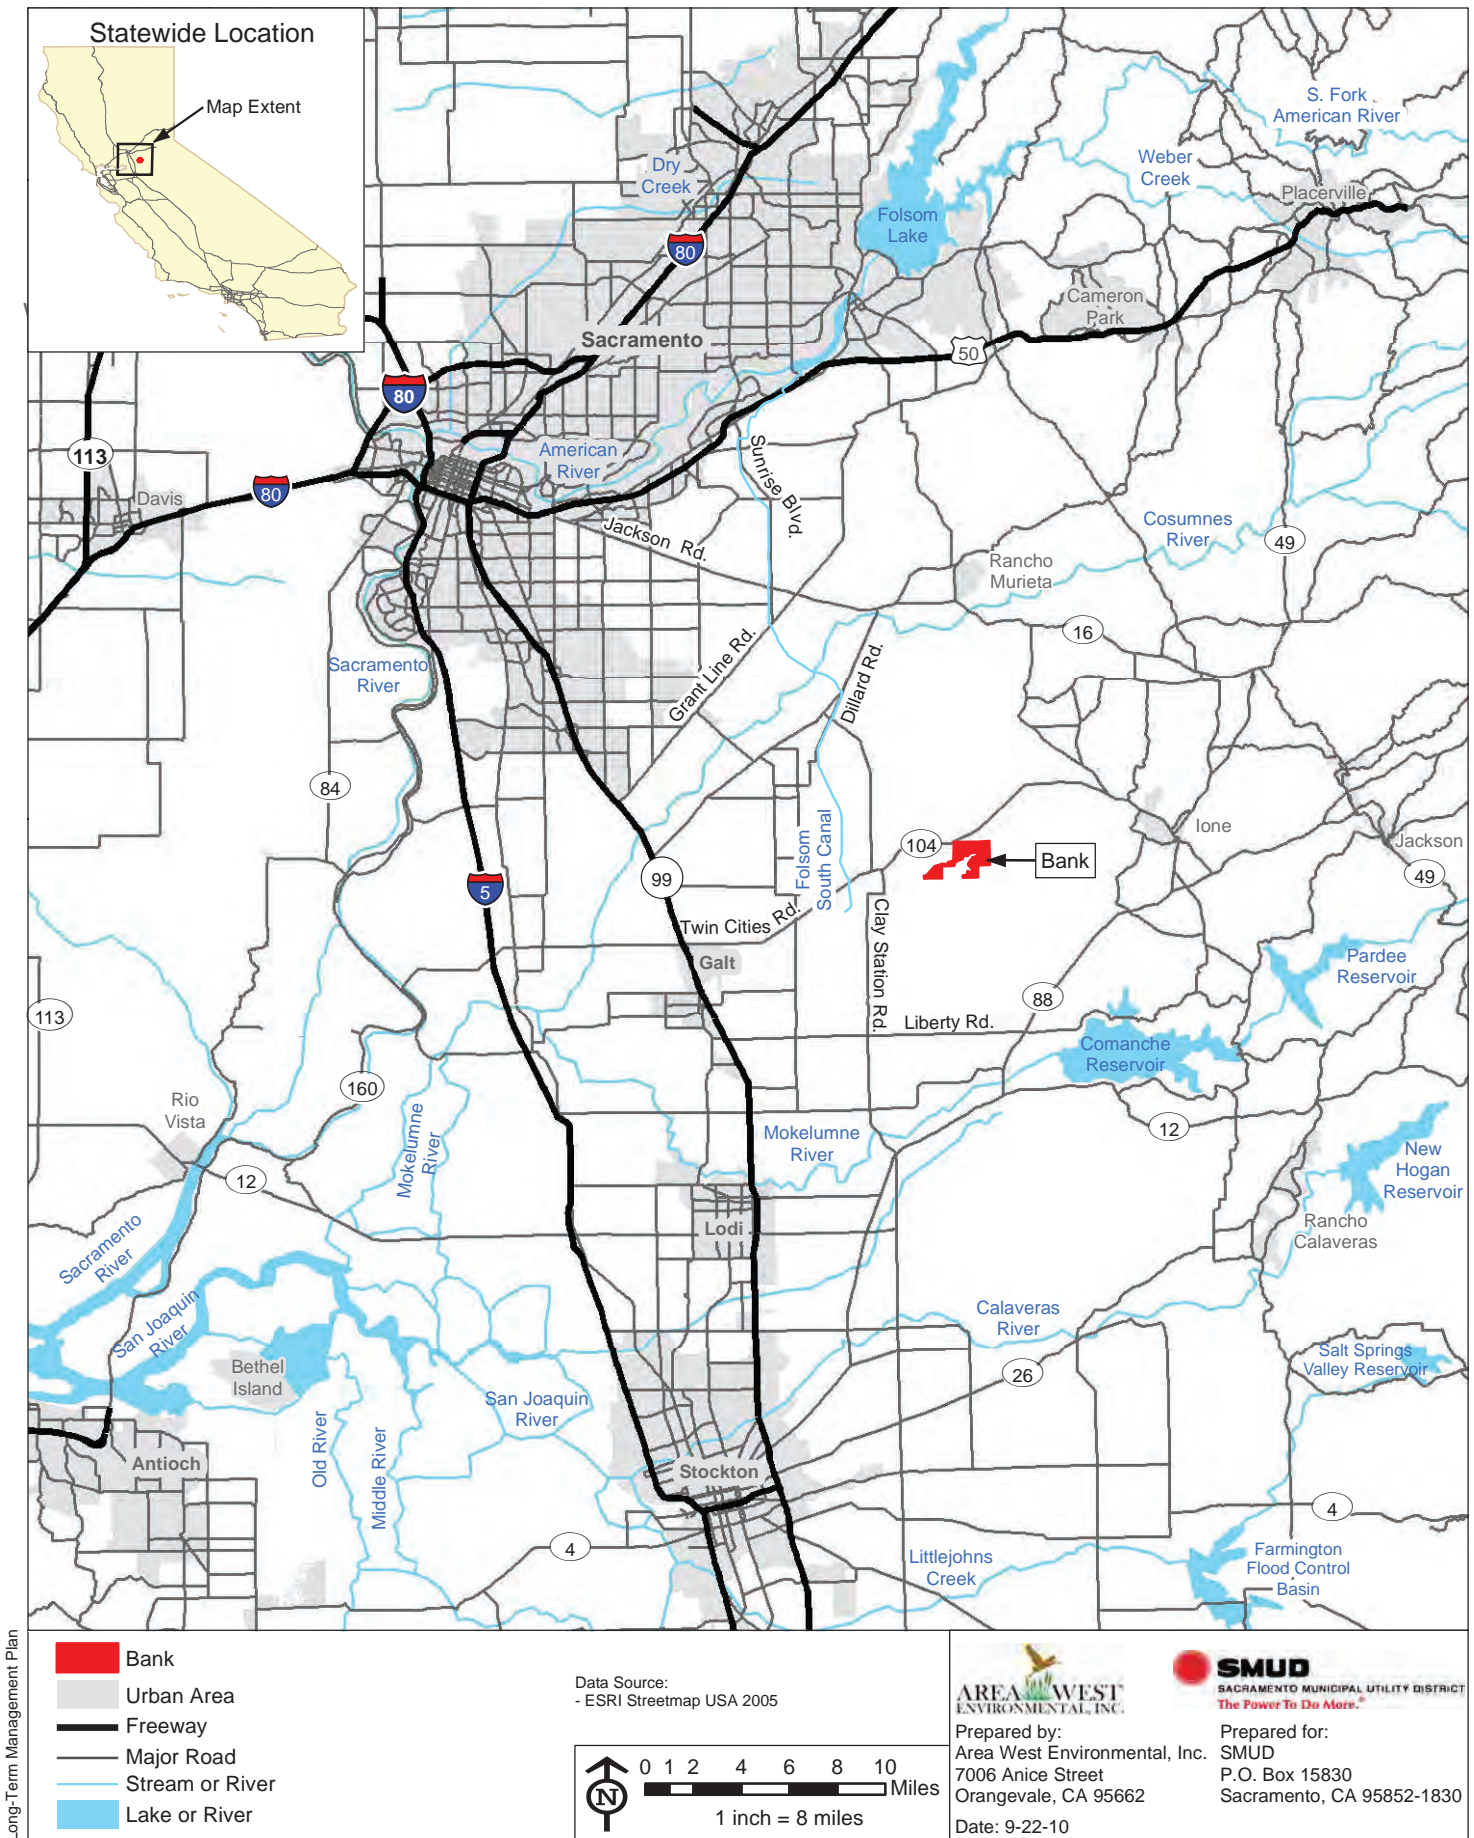 Statewide Location
Map Extent
S. Fork
American River
Dry
Creek
Weber
Creek
Placerville
Folsom
Lake
80
Cameron
Park
Sacramento
50
80
113
American
River
Sunrise Blvd.
80
Davis
Jackson Rd.
Cosumnes
River
49
Rancho
Murieta
16
Sacramento
River
Grant Line Rd.
Dillard Rd.
84
Folsom
South Canal
104
Bank
Ione
Jackson
49
5
99
Twin Cities Rd.
Clay Station Rd.
Galt
Pardee
Reservoir
88
113
Liberty Rd.
Comanche
Reservoir
160
Rio
Vista
Mokelumne
River
Mokelumne
River
12
New
Hogan
Reservoir
12
Lodi
Rancho
Calaveras
Sacramento
River
San Joaquin
River
Calaveras
River
Bethel
Island
Salt Springs
Valley Reservoir
26
San Joaquin
River
Old River
Middle River
Antioch
Stockton
4
4
Littlejohns
Creek
Farmington
Flood Control
Basin
Long-Term Management Plan
Bank
Urban Area
Freeway
Major Road
Stream or River
Lake or River
Data Source:
- ESRI Streetmap USA 2005
N
0 1 2 4 6 8 10
Miles
1 inch = 8 miles
AREA WEST
ENVIRONMENTAL, INC.
SMUD
SACRAMENTO MUNICIPAL UTILITY DISTRICT
The Power To Do More.®
Prepared by:
Area West Environmental, Inc.
7006 Anice Street
Orangevale, CA 95662
Date: 9-22-10
Prepared for:
SMUD
P.O. Box 15830
Sacramento, CA 95852-1830